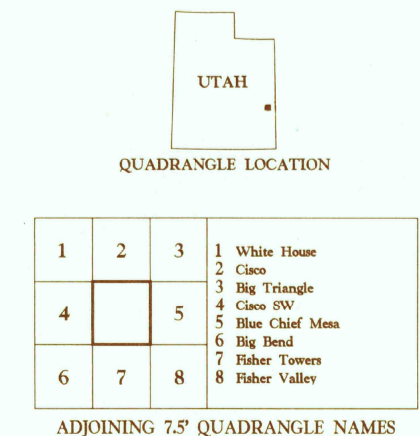 UTAH
QUADRANGLE LOCATION
1 2 3
4 5
6 7 8
1 White House
2 Cisco
3 Big Triangle
4 Cisco SW
5 Blue Chief Mesa
6 Big Bend
7 Fisher Towers
8 Fisher Valley
ADJOINING 7.5' QUADRANGLE NAMES